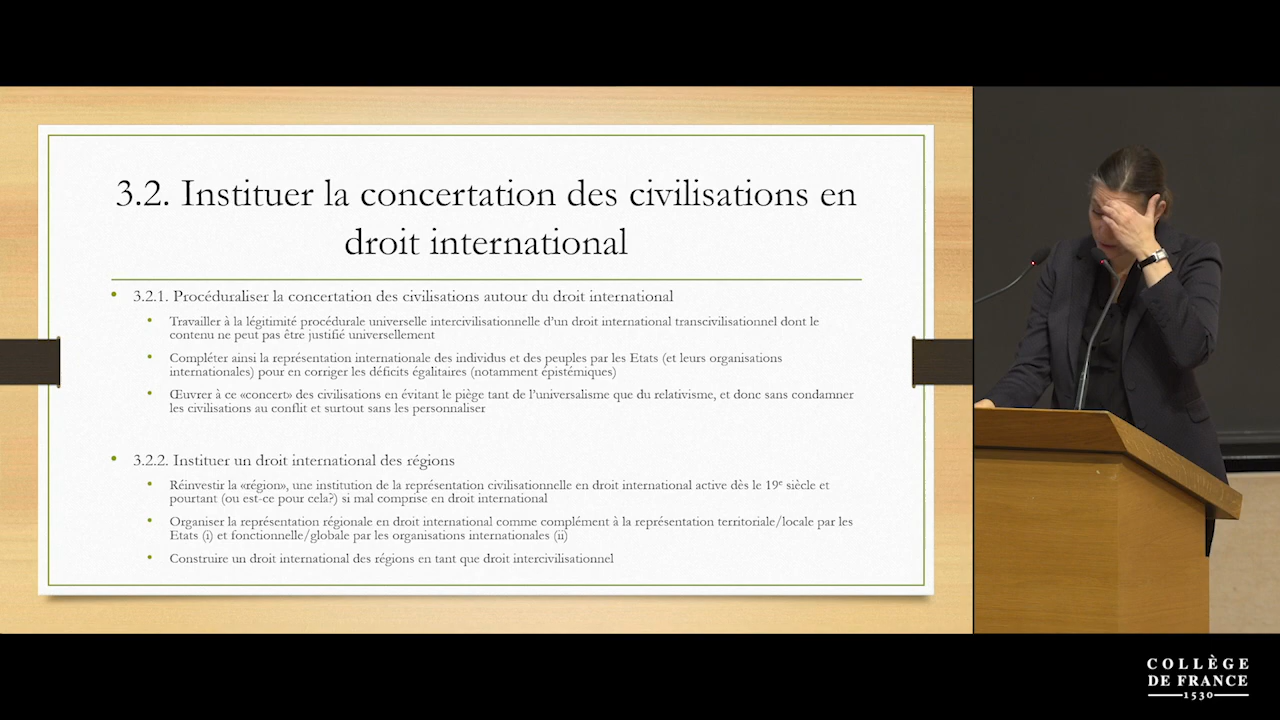 3.2. Instituer la concertation des civilisations en
droit international
• 3.2.1. Procéduraliser la concertation des civilisations autour du droit international
• Travailler à la légitimité procédurale universelle intercivilisationnelle d'un droit international transcivilisationnel dont le
contenu ne peut pas être justifié universellement
• Compléter ainsi la représentation internationale des individus et des peuples par les Etats (et leurs organisations
internationales) pour en corriger les déficits égalitaires (notamment épistémiques)
• Œuvrer à ce «concert» des civilisations en évitant le piège tant de l'universalisme que du relativisme, et donc sans condamner
les civilisations au conflit et surtout sans les personnaliser
• 3.2.2. Instituer un droit international des régions
• Réinvestir la «région», une institution de la représentation civilisationnelle en droit international active dès le 19e siècle et
pourtant (ou est-ce pour cela?) si mal comprise en droit international
• Organiser la représentation régionale en droit international comme complément à la représentation territoriale/locale par les
Etats (i) et fonctionnelle/globale par les organisations internationales (ii)
• Construire un droit international des régions en tant que droit intercivilisationnel
COLLÈGE
DE FRANCE
1530